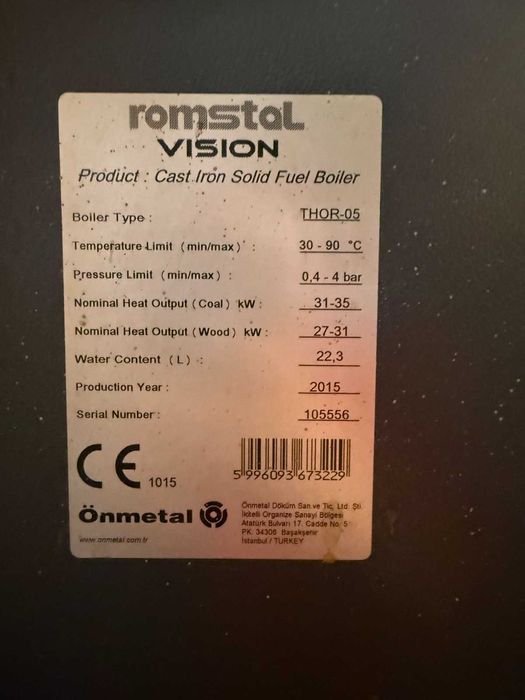 romstal
VISION
Product : Cast Iron Solid Fuel Boiler
Boiler Type : THOR-05
Temperature Limit (min/max) : 30 - 90 °C
Pressure Limit (min/max) : 0,4 - 4 bar
Nominal Heat Output (Coal) kW : 31-35
Nominal Heat Output (Wood) kW : 27-31
Water Content (L) : 22,3
Production Year : 2015
Serial Number : 105556
CE 1015
5 996093 673229
Önmetal
www.onmetal.com.tr
Önmetal Döküm San.ve Tic. Ltd. Şti.
İkitelli Organize Sanayi Bölgesi
Atatürk Bulvarı 17. Cadde No. 5
PK: 34306 Başakşehir
İstanbul / TURKEY